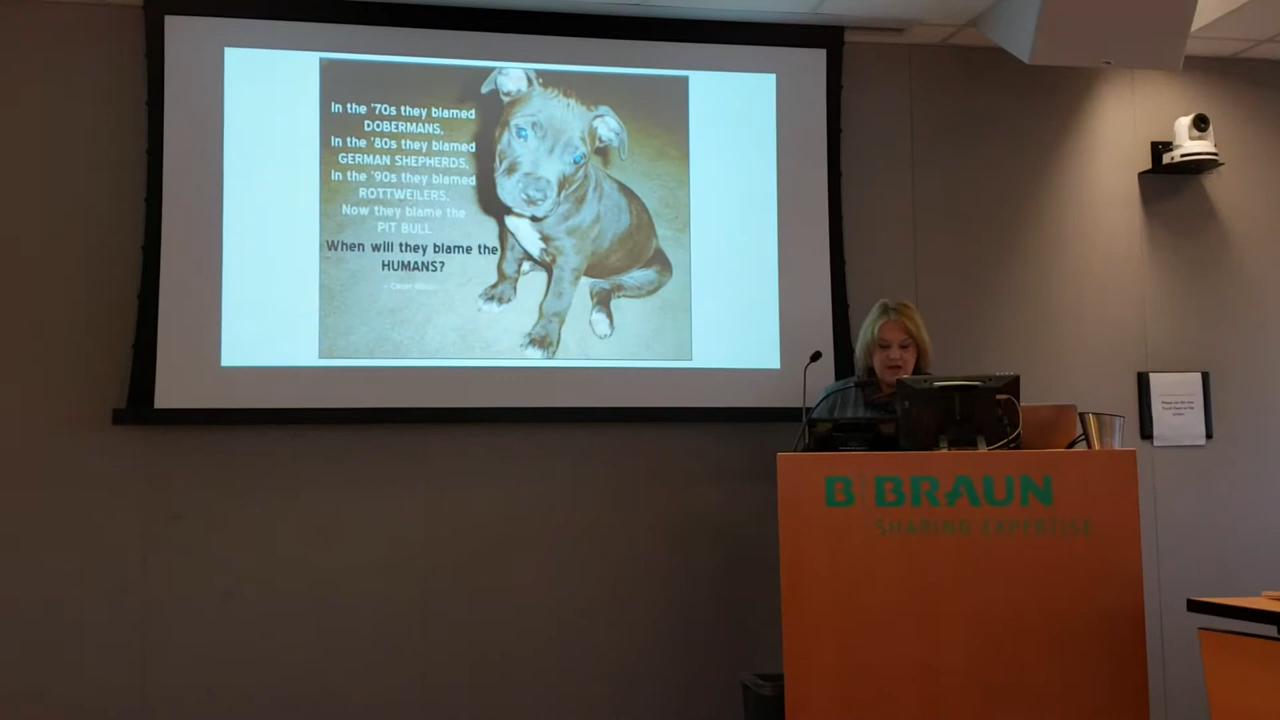 In the '70s they blamed
DOBERMANS,
In the '80s they blamed
GERMAN SHEPHERDS,
In the '90s they blamed
ROTTWEILERS.
Now they blame the
PIT BULL
When will they blame the
HUMANS?
B BRAUN
SHARING EXPERTISE